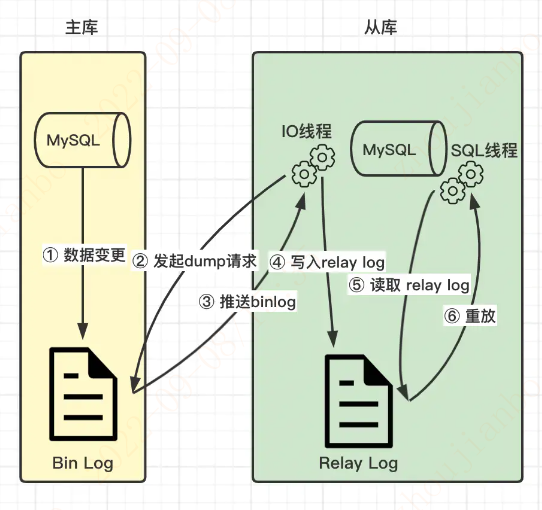 主库
从库
MySQL
IO线程
MySQL
SQL线程
① 数据变更
② 发起dump请求
④ 写入relay log
③ 推送binlog
⑤ 读取 relay log
⑥ 重放
Bin Log
Relay Log